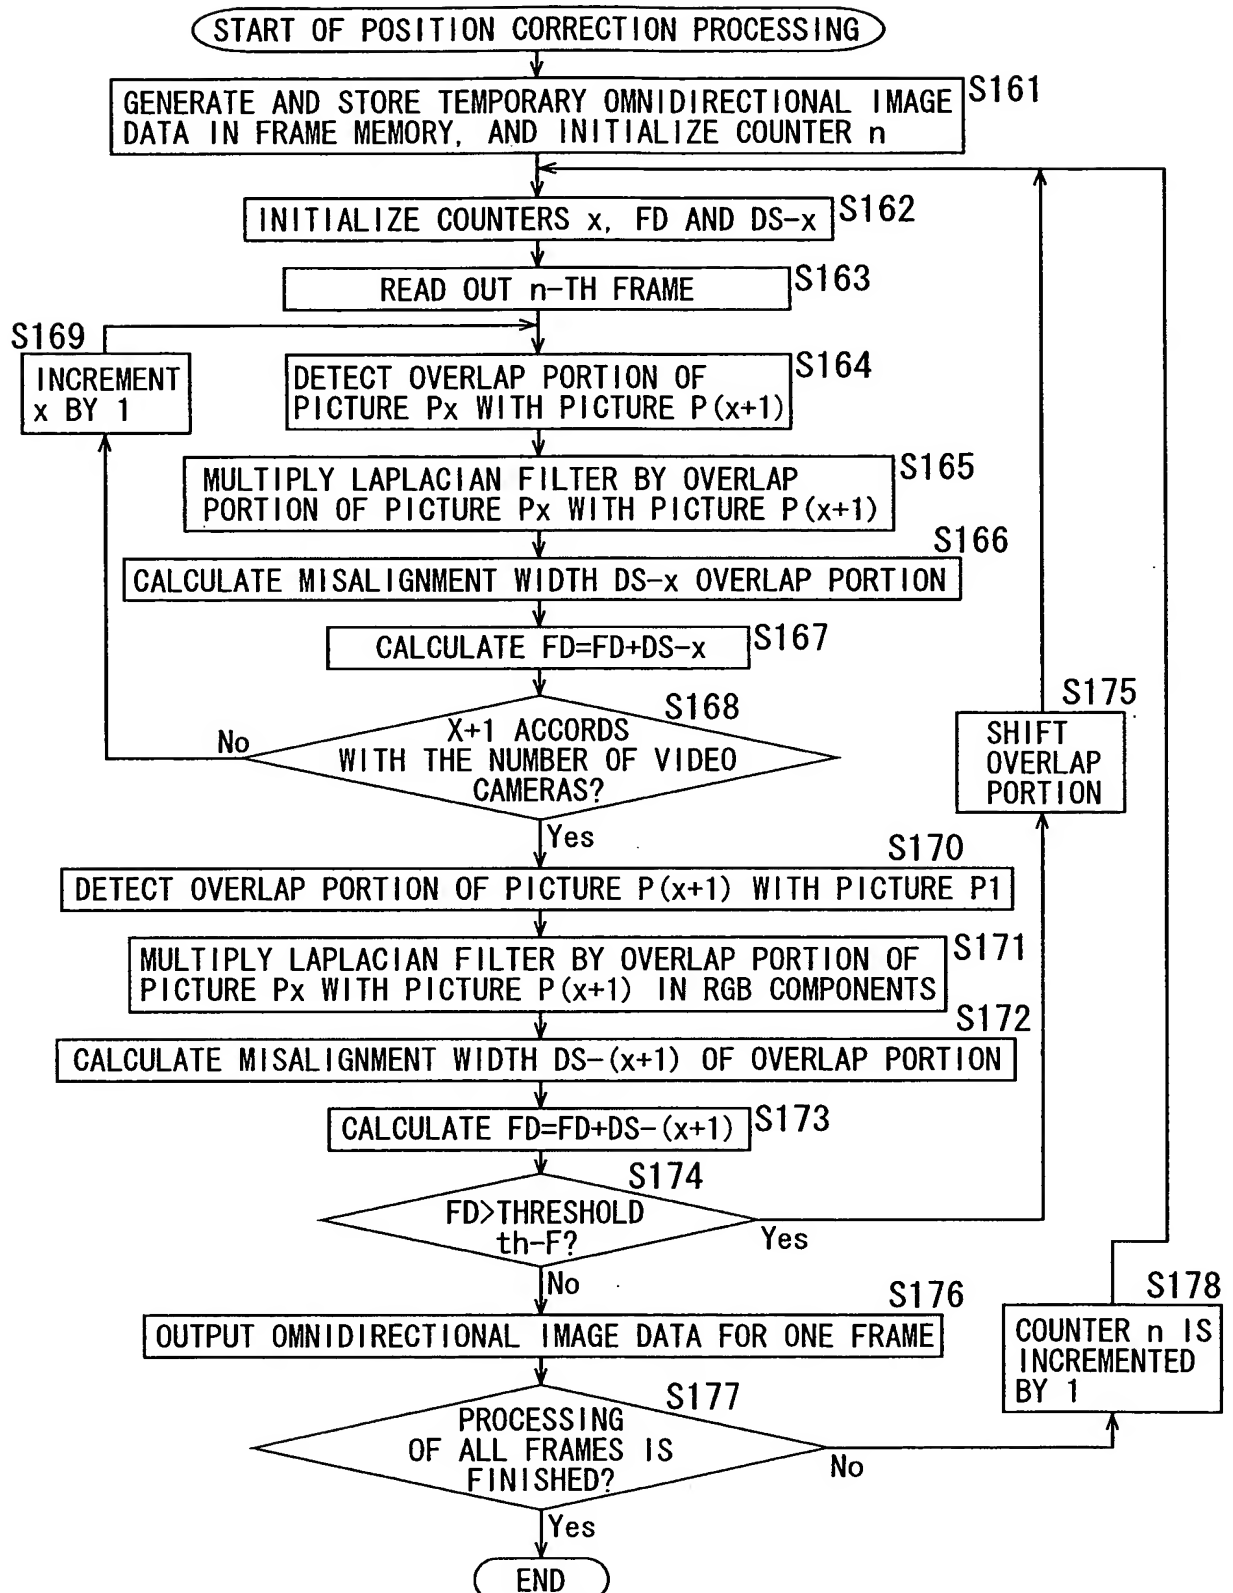 START OF POSITION CORRECTION PROCESSING
S161
GENERATE AND STORE TEMPORARY OMNIDIRECTIONAL IMAGE
DATA IN FRAME MEMORY, AND INITIALIZE COUNTER n
S162
INITIALIZE COUNTERS x, FD AND DS-x
S163
READ OUT n-TH FRAME
S169
INCREMENT
x BY 1
S164
DETECT OVERLAP PORTION OF
PICTURE Px WITH PICTURE P(x+1)
S165
MULTIPLY LAPLACIAN FILTER BY OVERLAP
PORTION OF PICTURE Px WITH PICTURE P(x+1)
S166
CALCULATE MISALIGNMENT WIDTH DS-x OVERLAP PORTION
S167
CALCULATE FD=FD+DS-x
S168
X+1 ACCORDS
WITH THE NUMBER OF VIDEO
CAMERAS?
No
Yes
S175
SHIFT
OVERLAP
PORTION
S170
DETECT OVERLAP PORTION OF PICTURE P(x+1) WITH PICTURE P1
S171
MULTIPLY LAPLACIAN FILTER BY OVERLAP PORTION OF
PICTURE Px WITH PICTURE P(x+1) IN RGB COMPONENTS
S172
CALCULATE MISALIGNMENT WIDTH DS-(x+1) OF OVERLAP PORTION
S173
CALCULATE FD=FD+DS-(x+1)
S174
FD>THRESHOLD
th-F?
Yes
No
S176
OUTPUT OMNIDIRECTIONAL IMAGE DATA FOR ONE FRAME
S178
COUNTER n IS
INCREMENTED
BY 1
S177
PROCESSING
OF ALL FRAMES IS
FINISHED?
No
Yes
END